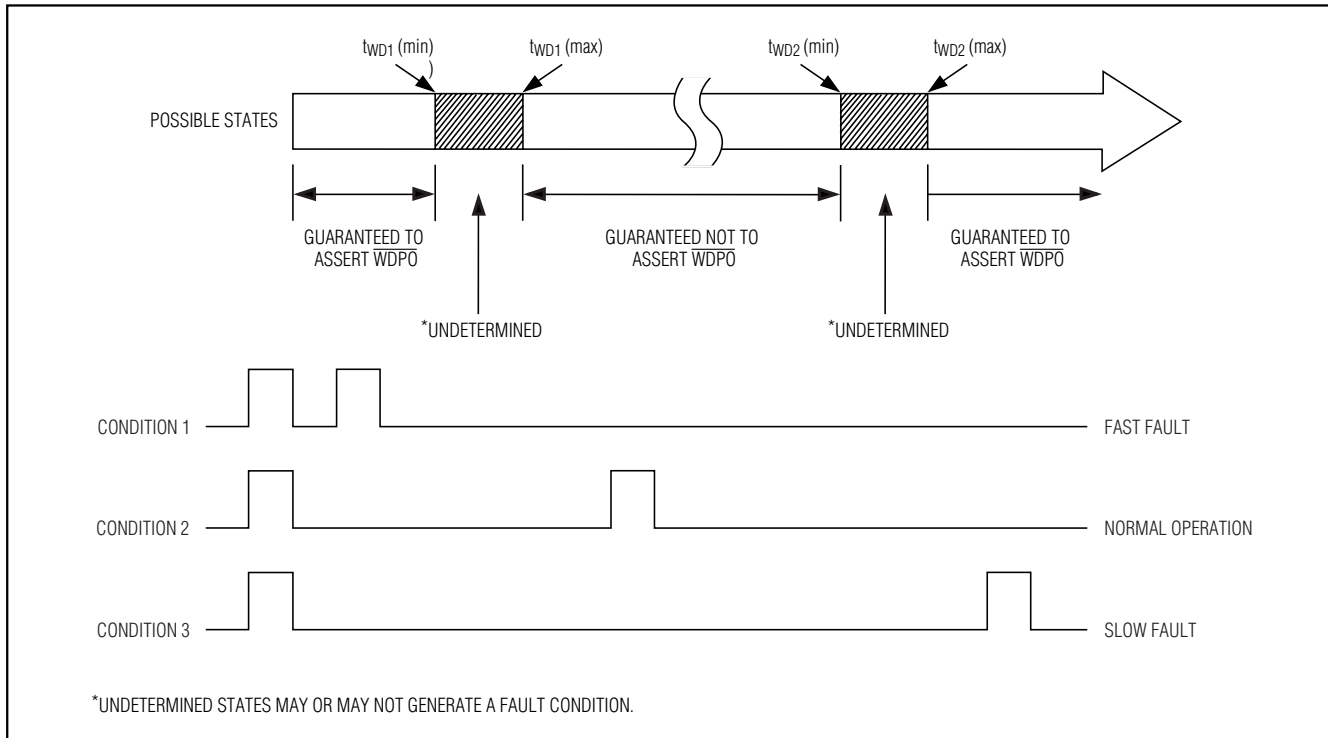 tWD1 (min)
)
tWD1 (max)
tWD2 (min)
tWD2 (max)
POSSIBLE STATES
GUARANTEED TO
ASSERT WDPO
GUARANTEED NOT TO
ASSERT WDPO
GUARANTEED TO
ASSERT WDPO
*UNDETERMINED
*UNDETERMINED
CONDITION 1
FAST FAULT
CONDITION 2
NORMAL OPERATION
CONDITION 3
SLOW FAULT
*UNDETERMINED STATES MAY OR MAY NOT GENERATE A FAULT CONDITION.